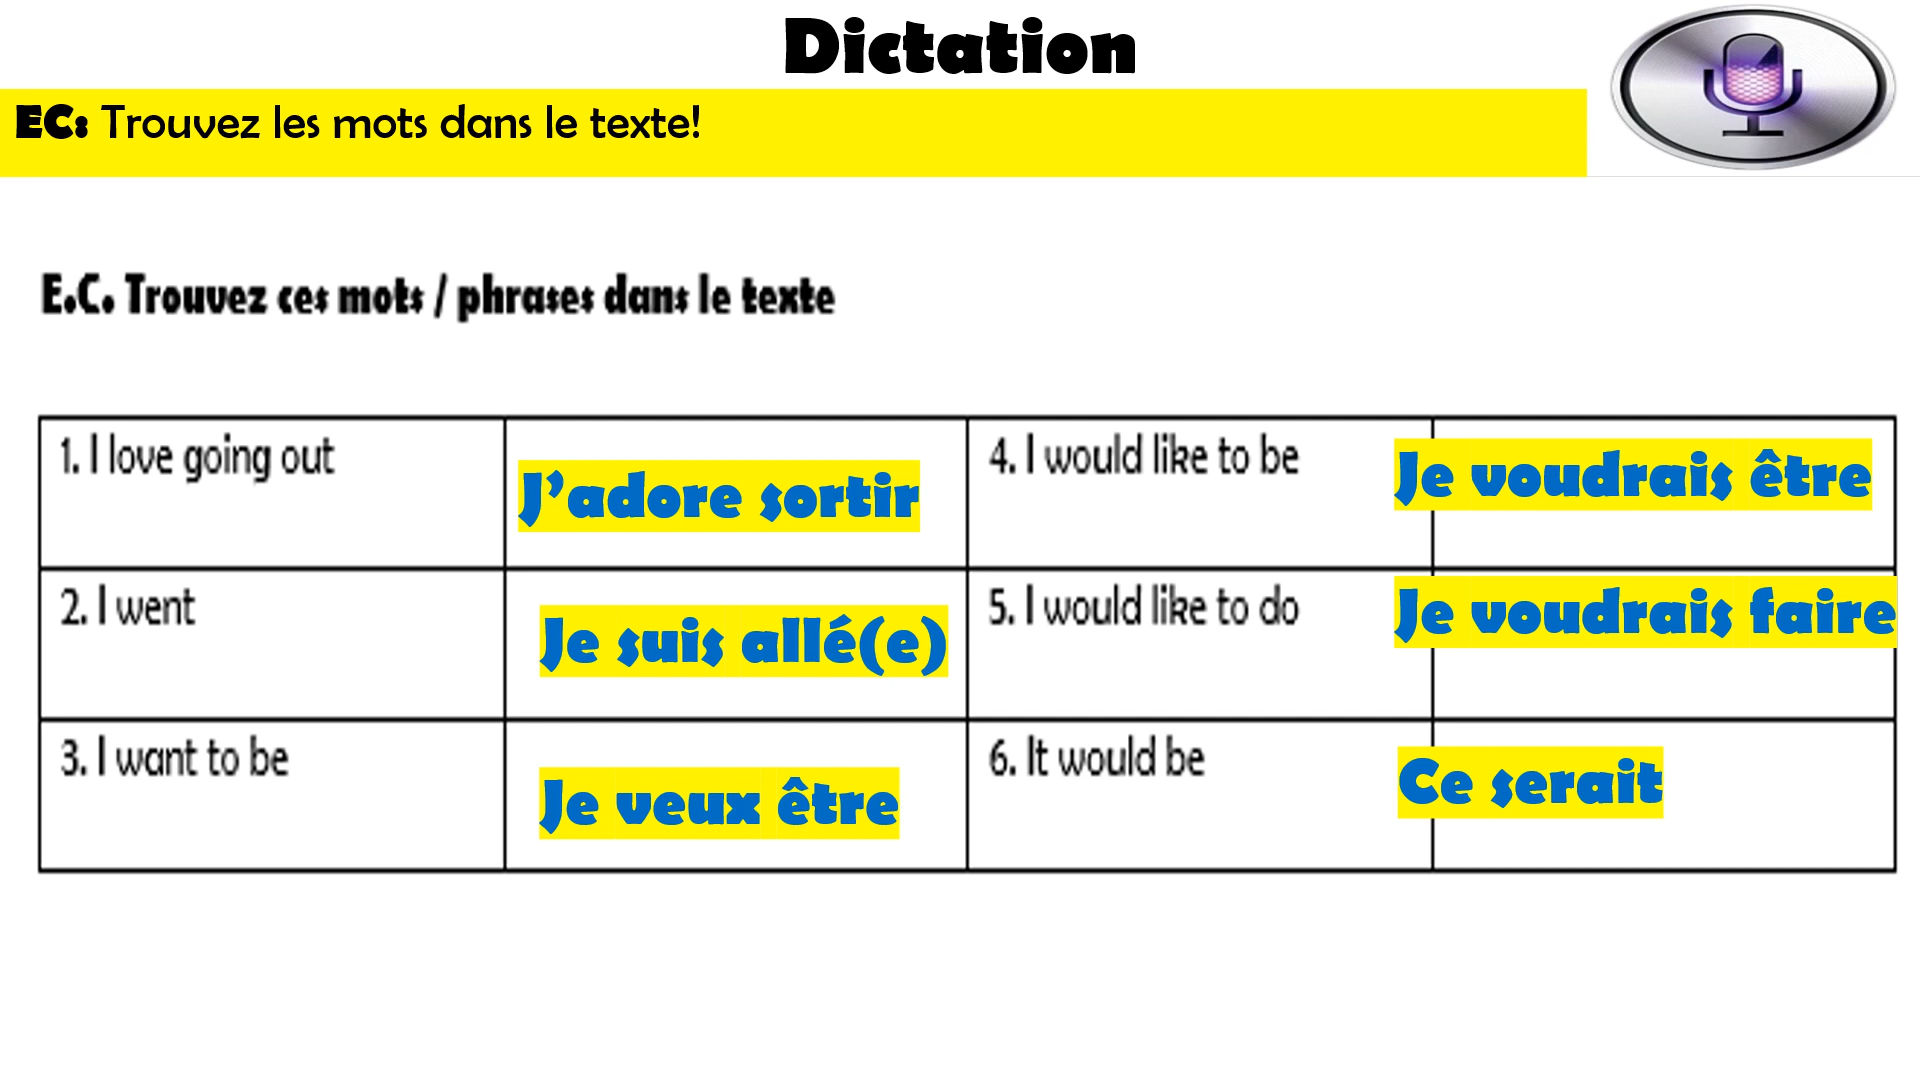 Dictation
EC: Trouvez les mots dans le texte!
E.C. Trouvez ces mots / phrases dans le texte
1. I love going out
J’adore sortir
4. I would like to be
Je voudrais être
2. I went
Je suis allé(e)
5. I would like to do
Je voudrais faire
3. I want to be
Je veux être
6. It would be
Ce serait